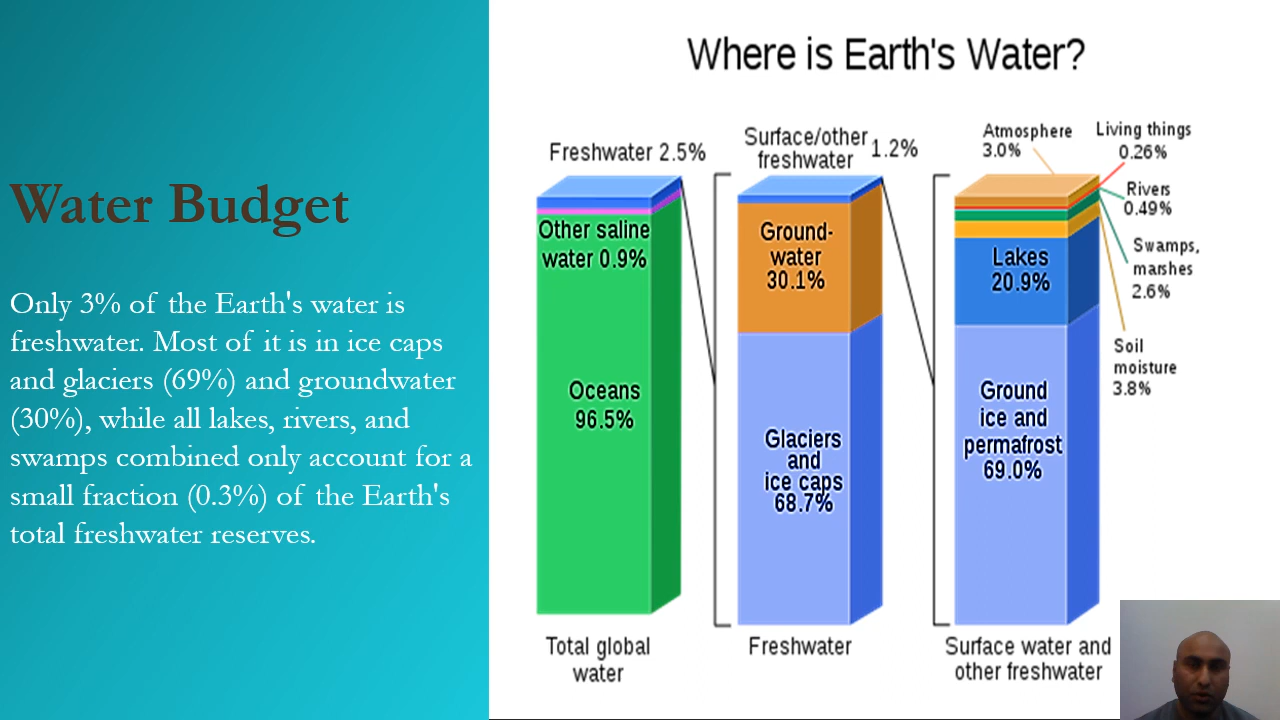 Water Budget
Only 3% of the Earth's water is
freshwater. Most of it is in ice caps
and glaciers (69%) and groundwater
(30%), while all lakes, rivers, and
swamps combined only account for a
small fraction (0.3%) of the Earth's
total freshwater reserves.
Where is Earth's Water?
Freshwater 2.5%
Other saline
water 0.9%
Oceans
96.5%
Total global
water
Surface/other
freshwater 1.2%
Ground-
water
30.1%
Glaciers
and
ice caps
68.7%
Freshwater
Atmosphere
3.0%
Living things
0.26%
Rivers
0.49%
Swamps,
marshes
2.6%
Soil
moisture
3.8%
Lakes
20.9%
Ground
ice and
permafrost
69.0%
Surface water and
other freshwater